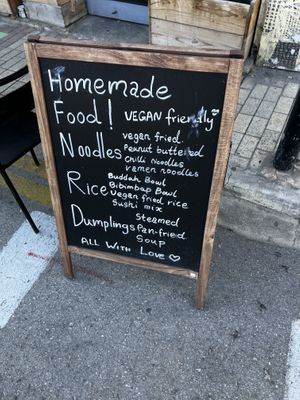 Homemade
Food! VEGAN friendly
Noodles vegan fried.
Peanut buttered
chilli Noodles
ramen noodles
Rice Buddah Bowl
Bibimbap Bowl
Vegan fried rice
Sushi mix
Dumplings Steamed
Pan-fried
Soup
All With Love ♡